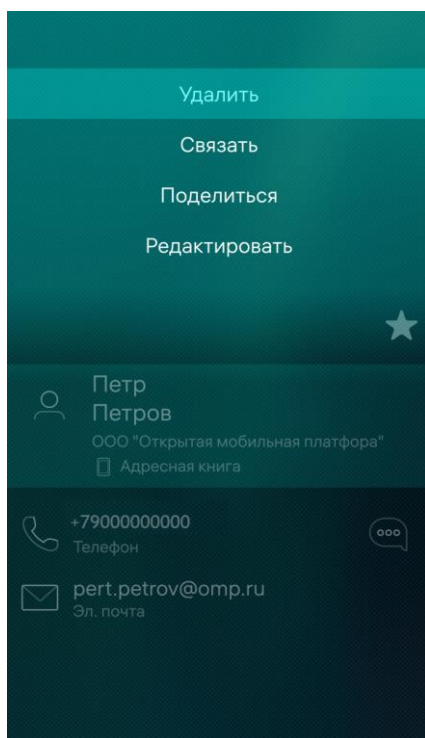 Удалить
Связать
Поделиться
Редактировать
Петр
Петров
ООО "Открытая мобильная платфора"
Адресная книга
+79000000000
Телефон
pert.petrov@omp.ru
Эл. почта